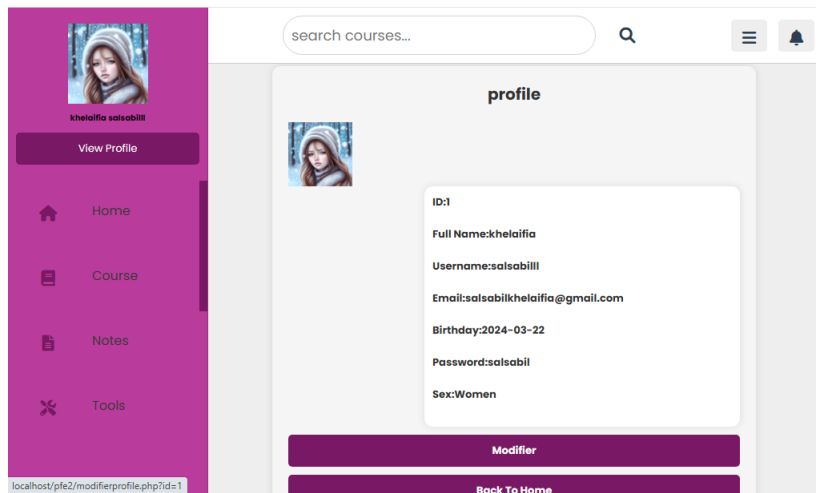 search courses...
khelaifia salsabilll
View Profile
Home
Course
Notes
Tools
profile
ID:1
Full Name:khelaifia
Username:salsabilll
Email:salsabilkhelaifia@gmail.com
Birthday:2024-03-22
Password:salsabil
Sex:Women
Modifier
Back To Home
localhost/pfe2/modifierprofile.php?id=1